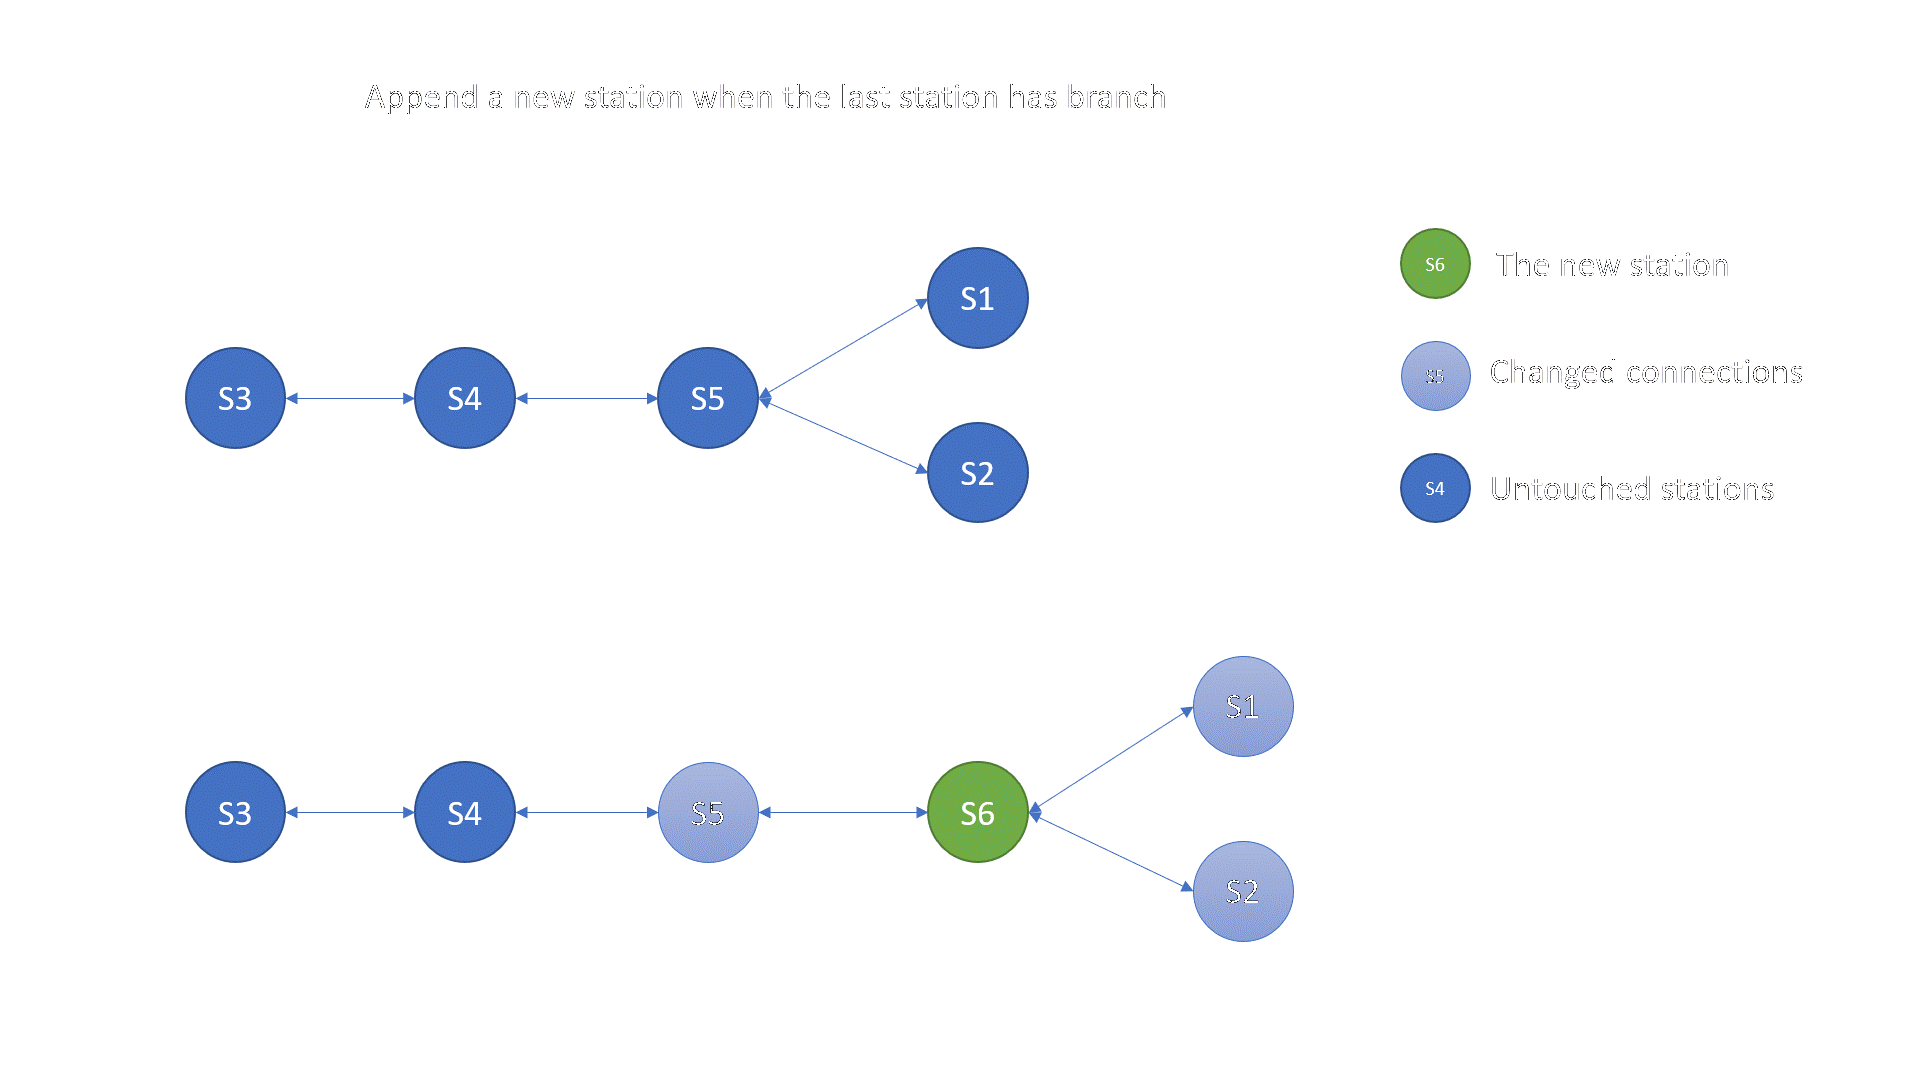 Append a new station when the last station has branch
S3
S4
S5
S1
S2
S6 The new station
S5 Changed connections
S4 Untouched stations
S3
S4
S5
S6
S1
S2